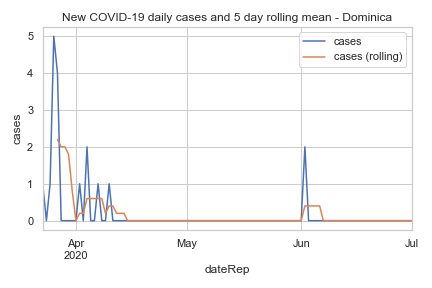 New COVID-19 daily cases and 5 day rolling mean - Dominica
cases
cases (rolling)
5
4
3
2
1
0
cases
Apr
2020
May
Jun
Jul
dateRep